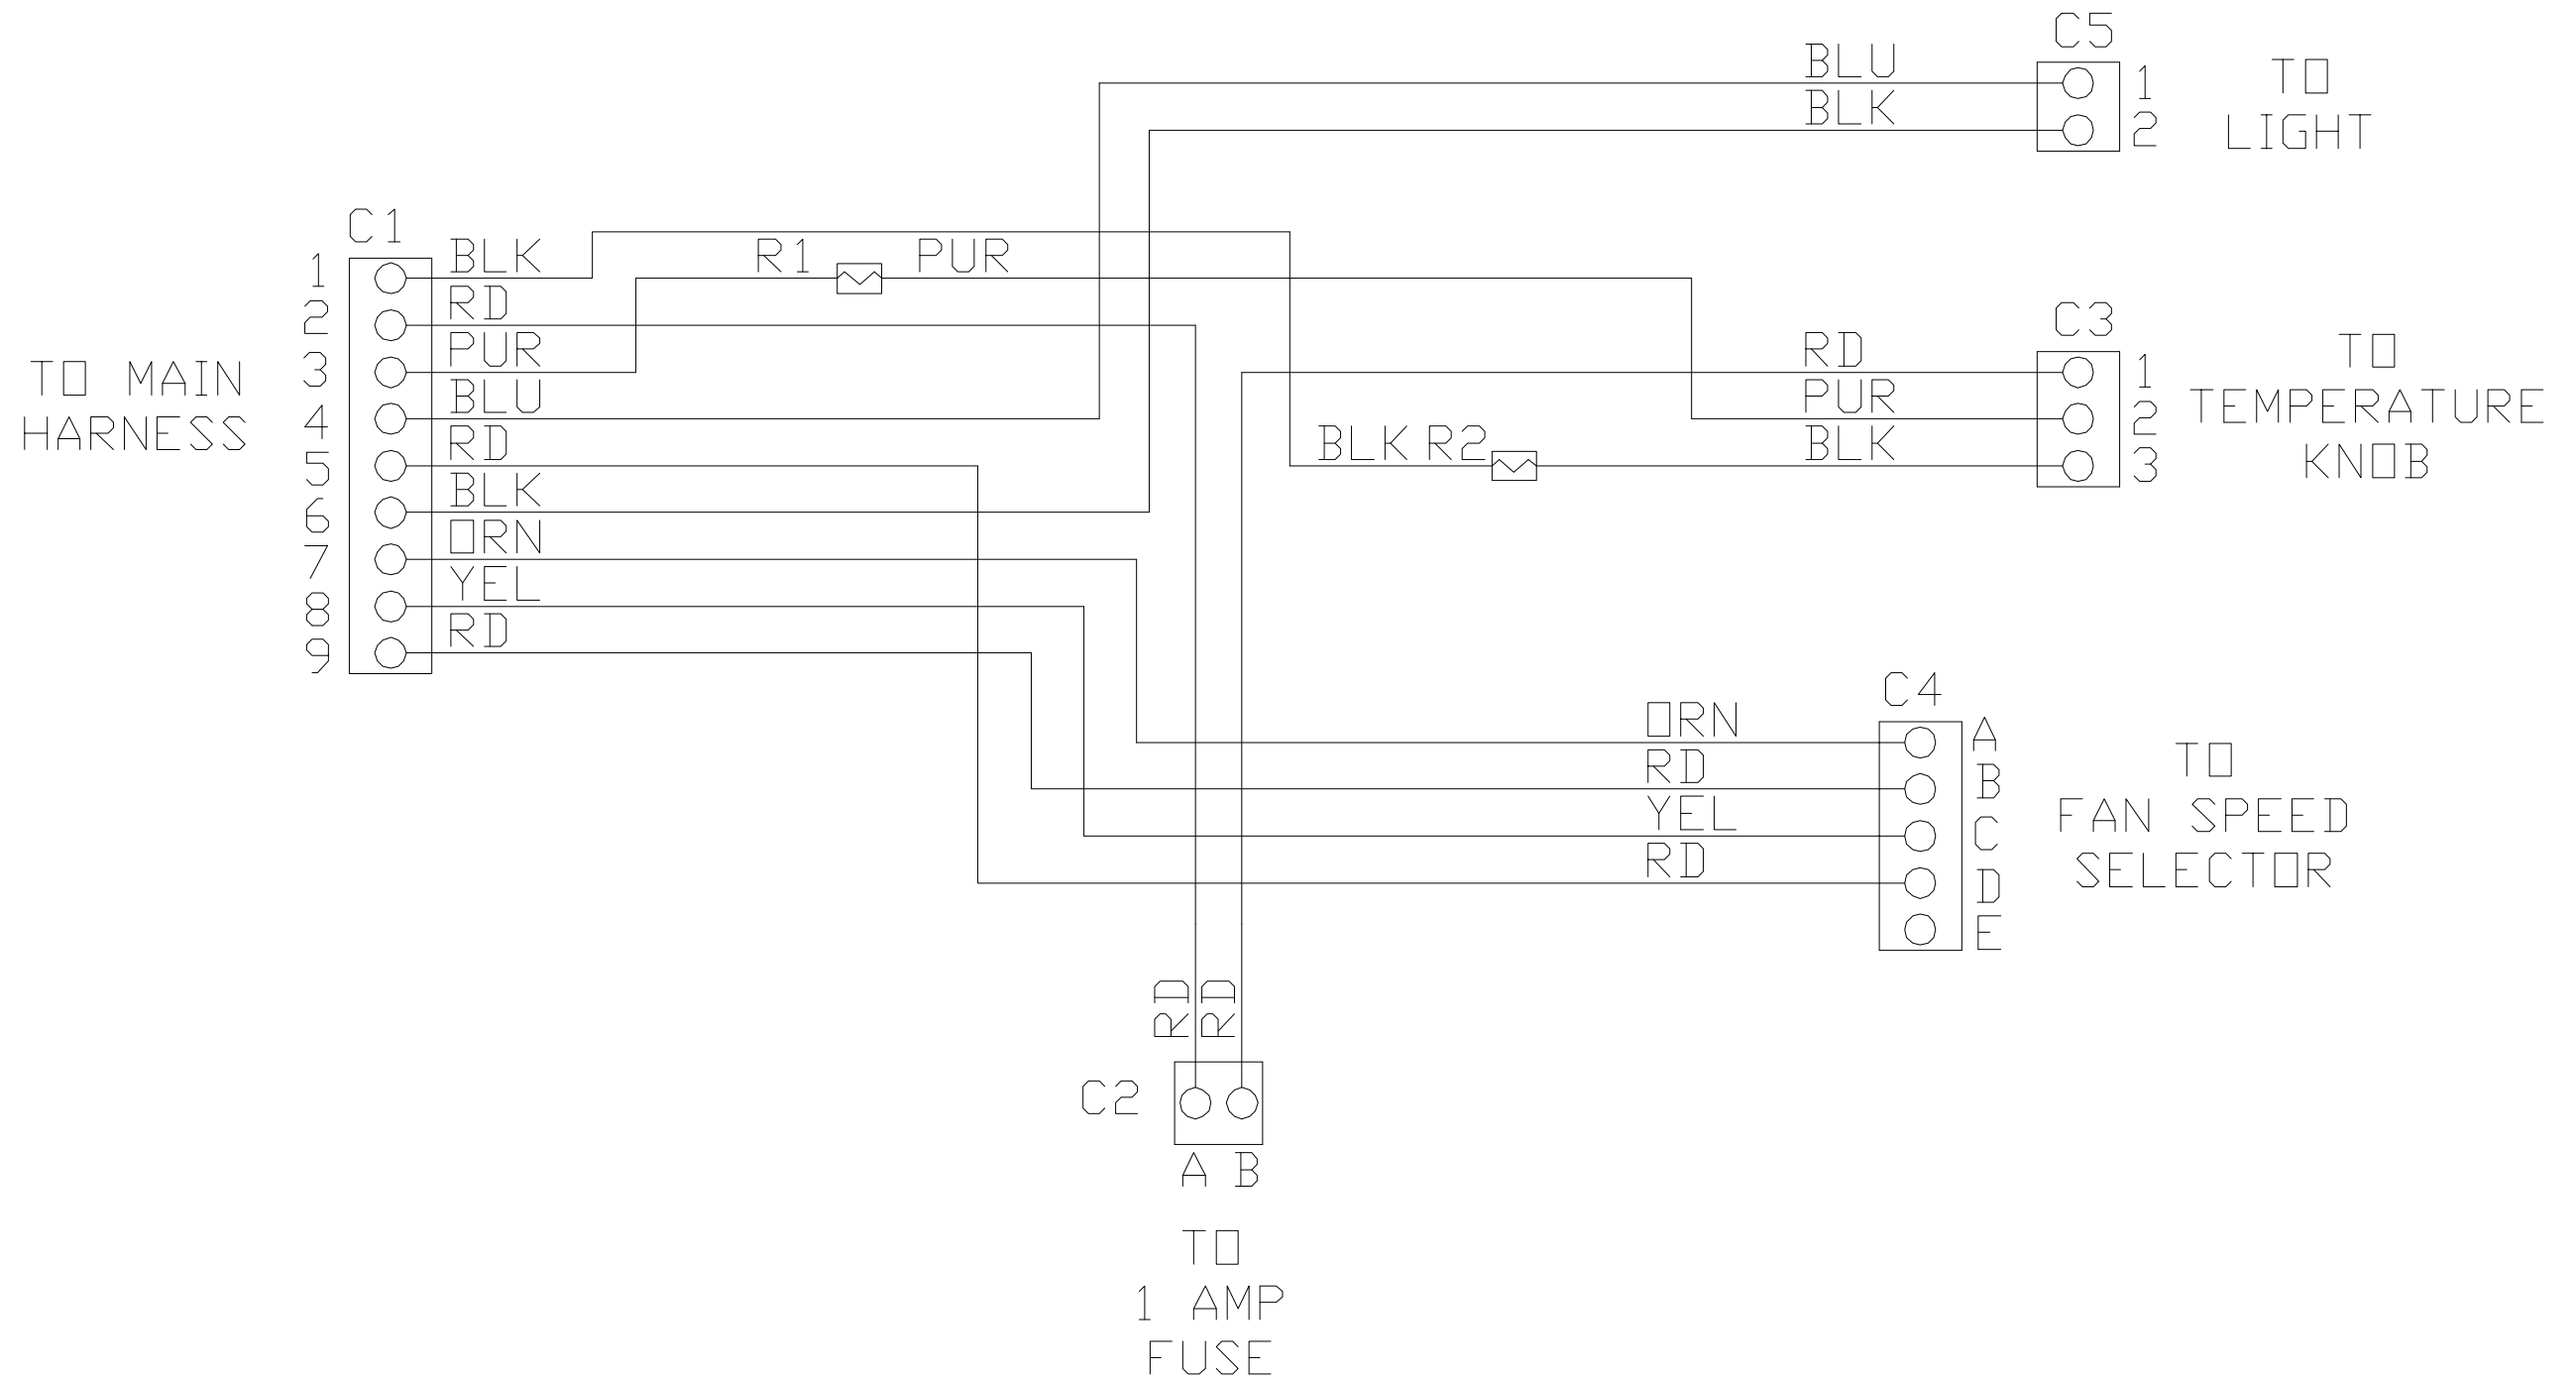 C5
BLU
1
TO
BLK
2
LIGHT
C1
1
BLK
R1
PUR
2
RD
C3
3
PUR
RD
1
TO
TO MAIN
4
BLU
PUR
2
TEMPERATURE
HARNESS
5
RD
BLK R2
BLK
3
KNOB
6
BLK
7
ORN
8
YEL
9
RD
C4
ORN
A
TO
RD
B
FAN SPEED
YEL
C
SELECTOR
RD
D
E
RD
RD
C2
A B
TO
1 AMP
FUSE